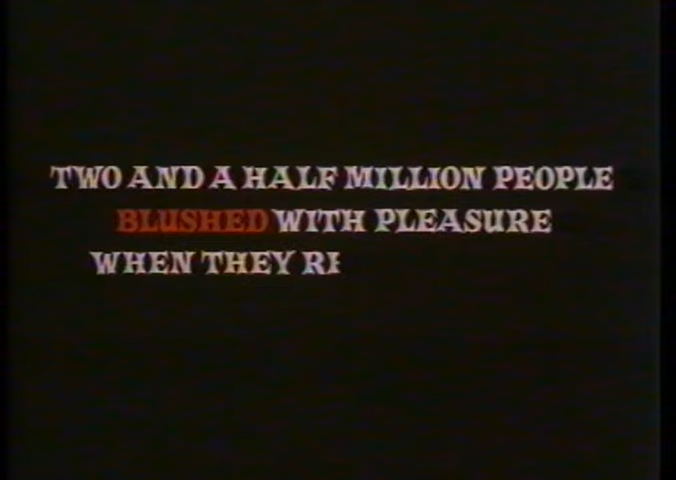 TWO AND A HALF MILLION PEOPLE
BLUSHED WITH PLEASURE
WHEN THEY